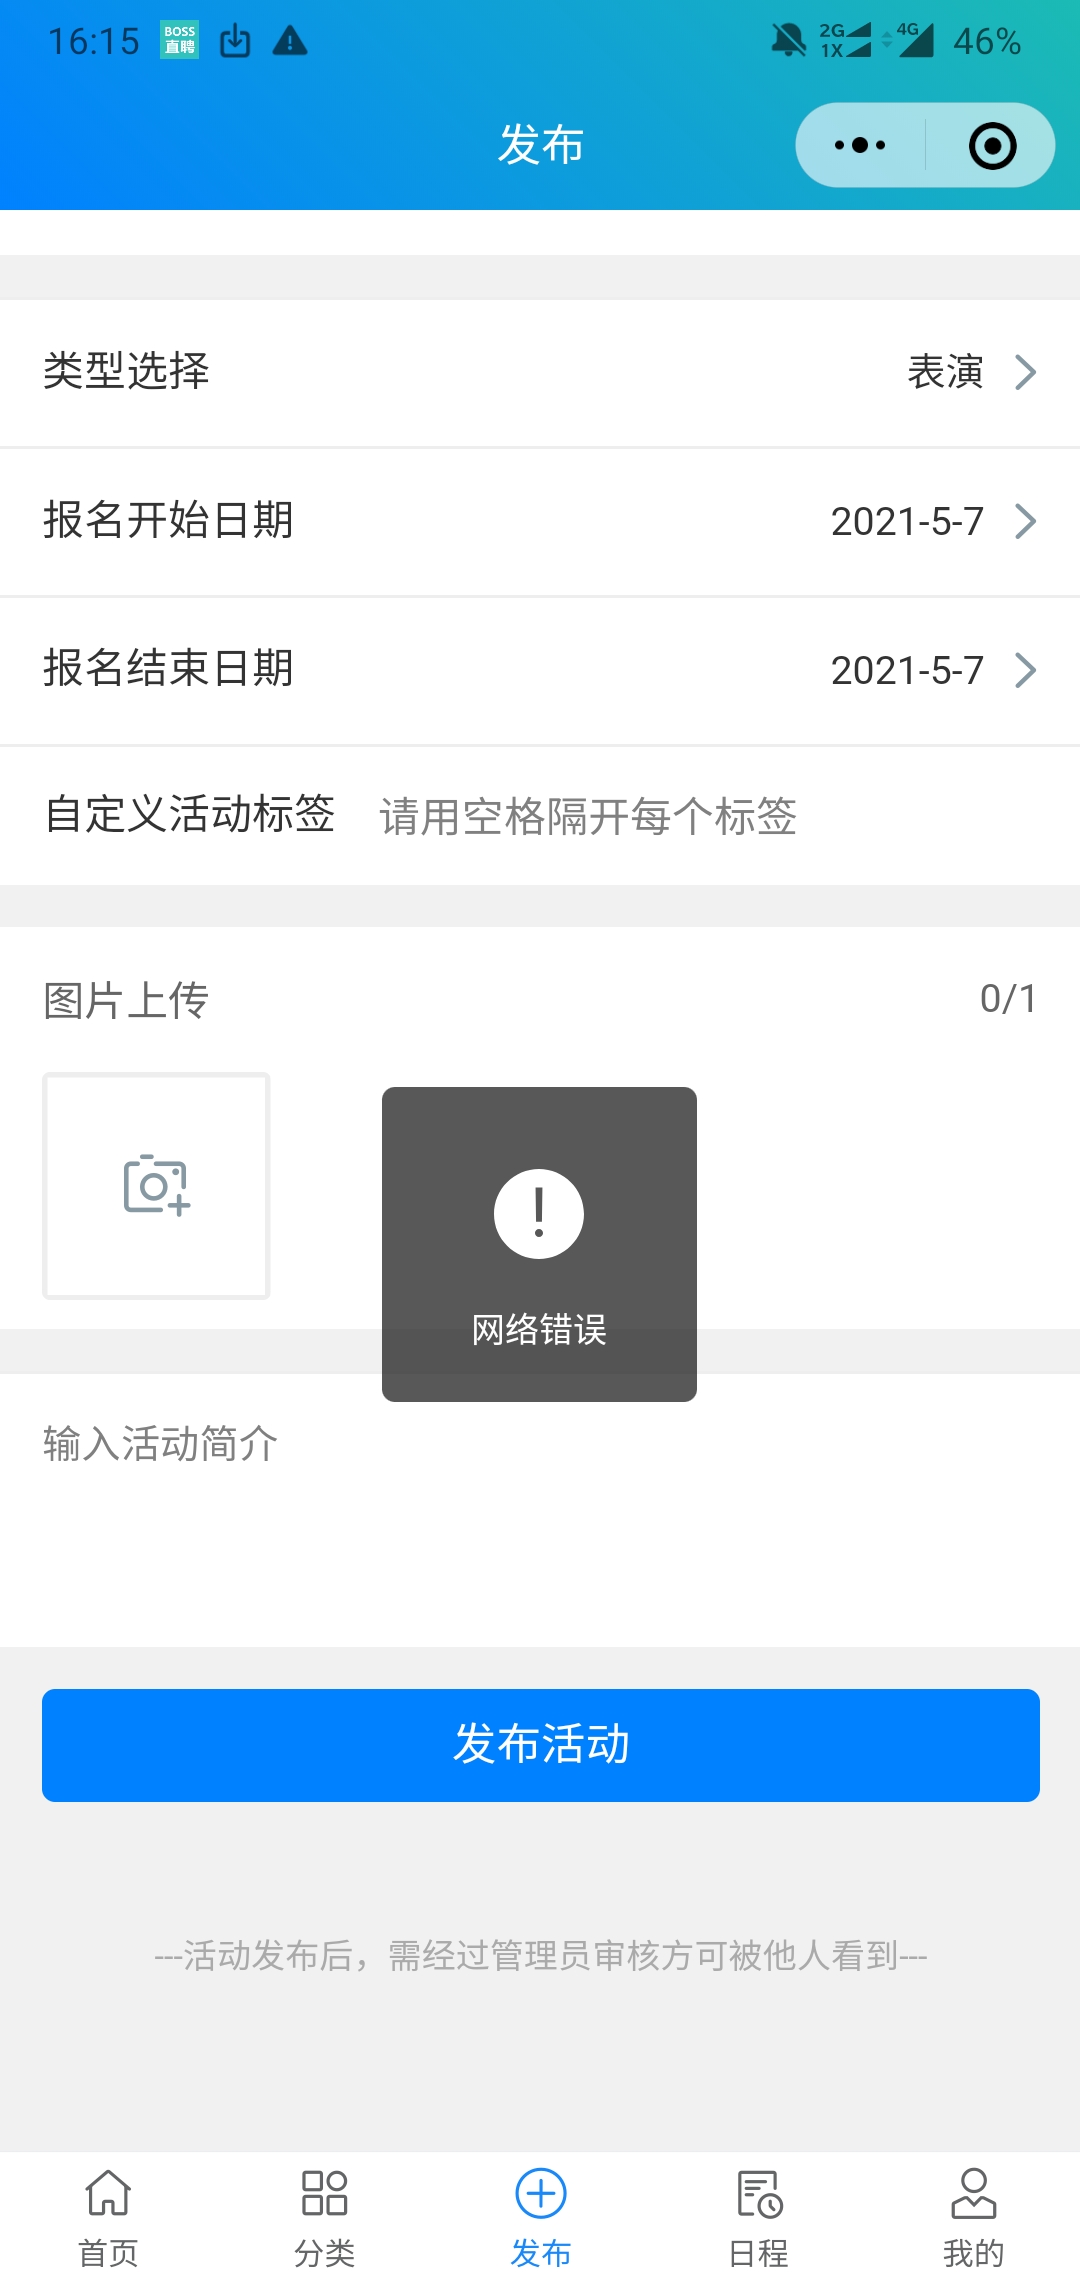 16:15 BOSS直聘 2G 1X 4G 46%
发布
类型选择 表演
报名开始日期 2021-5-7
报名结束日期 2021-5-7
自定义活动标签 请用空格隔开每个标签
图片上传 0/1
网络错误
输入活动简介
发布活动
---活动发布后，需经过管理员审核方可被他人看到---
首页 分类 发布 日程 我的